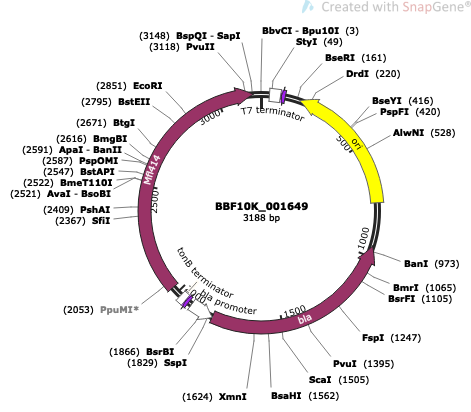 Created with SnapGene®
(3148) BspQI - SapI
(3118) PvuII
BbvCI - Bpu10I (3)
StyI (49)
BseRI (161)
DrdI (220)
BseYI (416)
PspFI (420)
AlwNI (528)
(2851) EcoRI
(2795) BstEII
(2671) BtgI
(2616) BmgBI
(2591) ApaI - BanII
(2587) PspOMI
(2547) BstAPI
(2522) BmeT110I
(2521) AvaI - BsoBI
(2409) PshAI
(2367) SfiI
3000
T7 terminator
500
ori
Mfl414
2500
BBF10K_001649
3188 bp
1000
BanI (973)
BmrI (1065)
BsrFI (1105)
FspI (1247)
PvuI (1395)
ScaI (1505)
BsaHI (1562)
(1624) XmnI
(2053) PpuMI*
(1866) BsrBI
(1829) SspI
tonB terminator
bla promoter
1500
bla